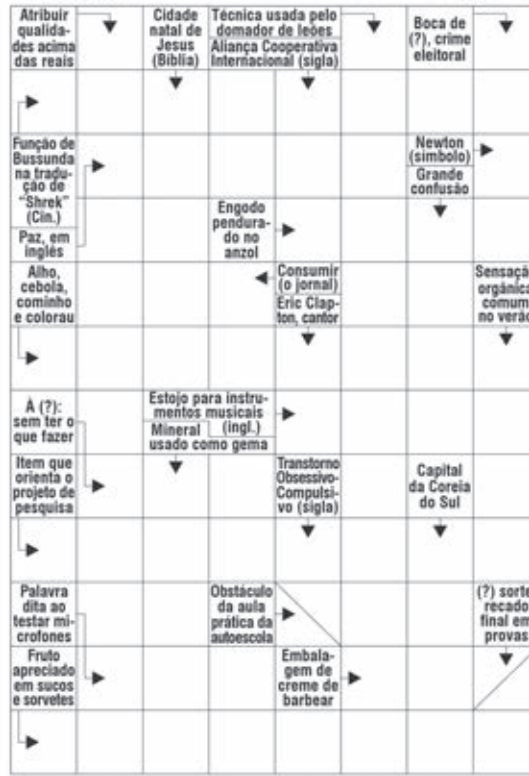 Atribuir
qualida-
des acima
das reais
Cidade
natal de
Jesus
(Bíblia)
Técnica usada pelo
domador de leões
Aliança Cooperativa
Internacional (sigla)
Boca de
(?), crime
eleitoral
Função de
Bussunda
na tradu-
ção de
"Shrek"
(Cin.)
Paz, em
inglês
Newton
(símbolo)
Grande
confusão
Engodo
pendura-
do no
anzol
Alho,
cebola,
cominho
e colorau
Consumir
(o jornal)
Eric Clap-
ton, cantor
Sensaçã
orgânica
comum
no verão
À (?):
sem ter o
que fazer
Estojo para instru-
mentos musicais
(ingl.)
Mineral
usado como gema
Item que
orienta o
projeto de
pesquisa
Transtorno
Obsessivo-
Compulsi-
vo (sigla)
Capital
da Coreia
do Sul
Palavra
dita ao
testar mi-
crofones
Obstáculo
da aula
prática da
autoescola
(?) sorte
recado
final em
provas
Fruto
apreciado
em sucos
e sorvetes
Embala-
gem de
creme de
barbear